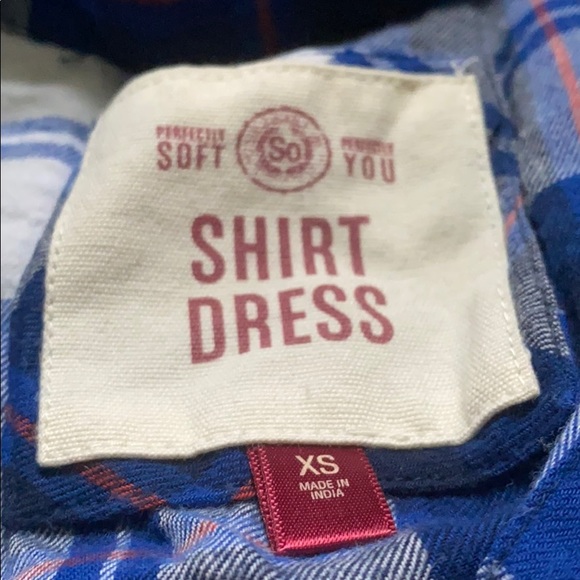 PERFECTLY PERFECTLY
SOFT So YOU
SHIRT
DRESS
XS
MADE IN
INDIA